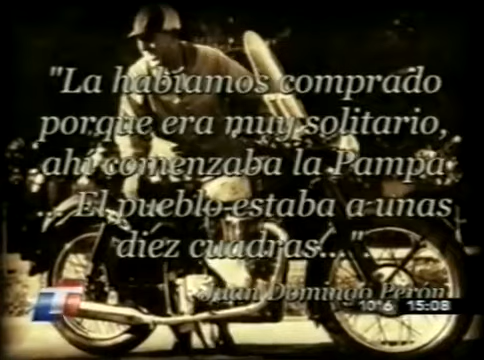 "La habíamos comprado
porque era muy solitario,
ahí comenzaba la Pampa
... El pueblo estaba a unas
diez cuadras...".
Juan Domingo Perón
10°6 15:08